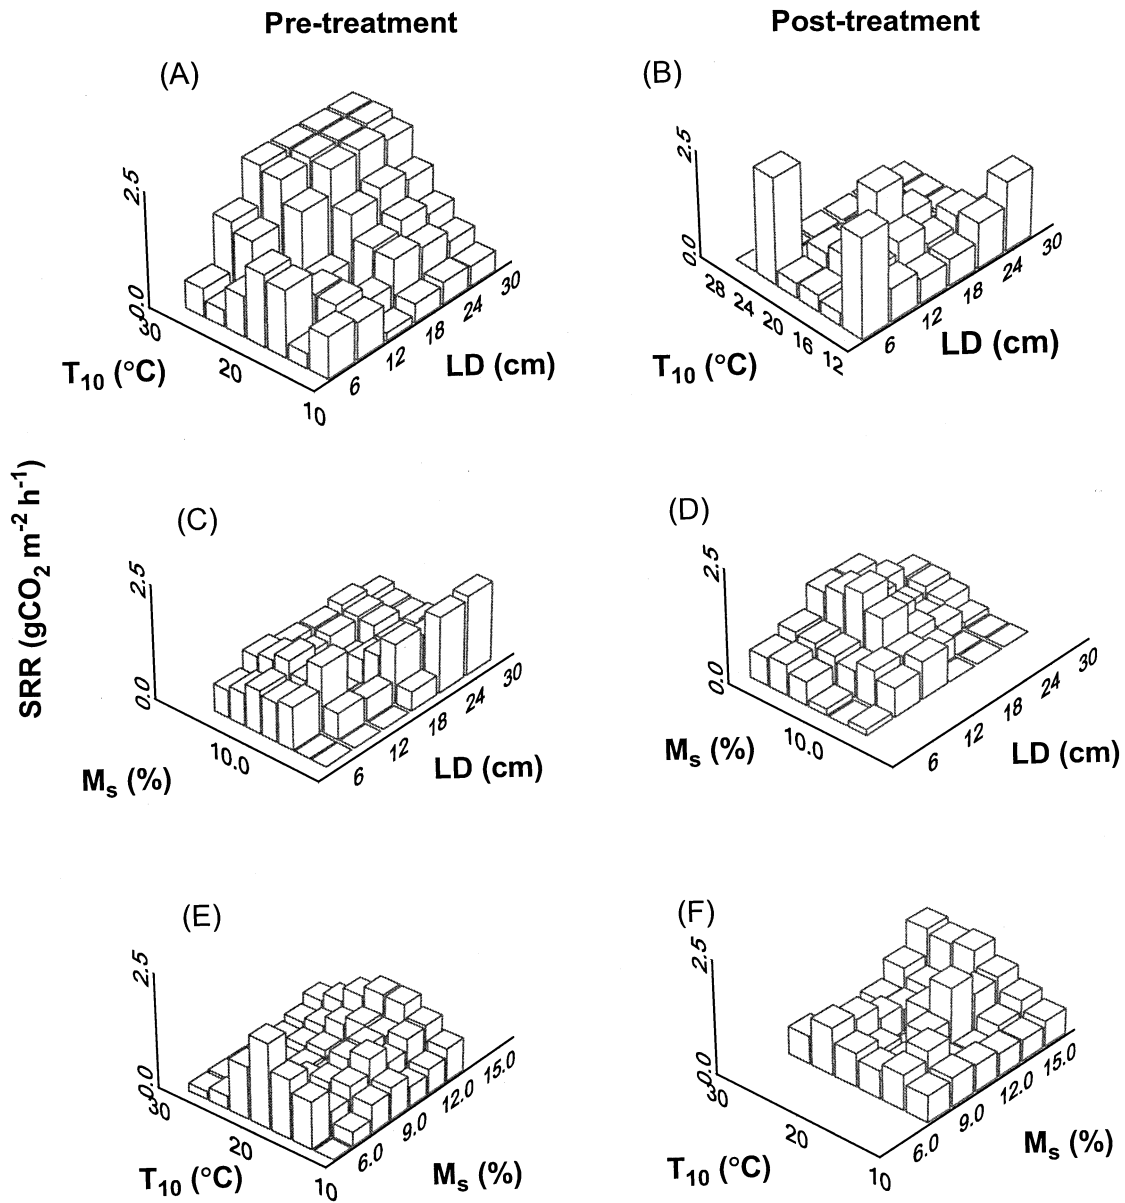 Pre-treatment
Post-treatment
(A)
2.5
0.0
30
20
10
T10 (°C)
6
12
18
24
30
LD (cm)
(B)
2.5
0.0
28
24
20
16
12
T10 (°C)
6
12
18
24
30
LD (cm)
SRR (gCO2 m-2 h-1)
(C)
2.5
0.0
10.0
Ms (%)
6
12
18
24
30
LD (cm)
(D)
2.5
0.0
10.0
Ms (%)
6
12
18
24
30
LD (cm)
(E)
2.5
0.0
30
20
10
T10 (°C)
6.0
9.0
12.0
15.0
Ms (%)
(F)
2.5
0.0
30
20
10
T10 (°C)
6.0
9.0
12.0
15.0
Ms (%)